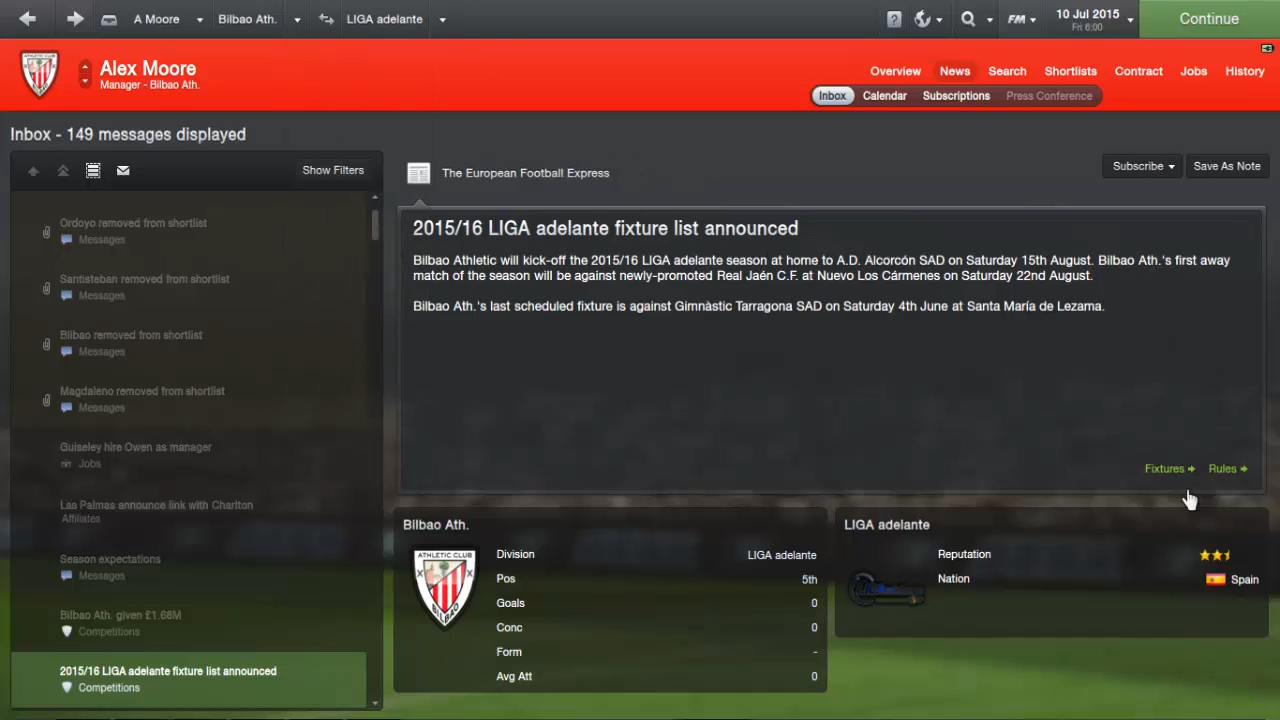 A Moore
Bilbao Ath.
LIGA adelante
?
FM
10 Jul 2015
Fri 6:00
Continue
Alex Moore
Manager - Bilbao Ath.
Overview News Search Shortlists Contract Jobs History
Inbox Calendar Subscriptions Press Conference
Inbox - 149 messages displayed
Show Filters
Ordoyo removed from shortlist
Messages
Santisteban removed from shortlist
Messages
Bilbao removed from shortlist
Messages
Magdaleno removed from shortlist
Messages
Guiseley hire Owen as manager
Jobs
Las Palmas announce link with Charlton
Affiliates
Season expectations
Messages
Bilbao Ath. given £1.68M
Competitions
2015/16 LIGA adelante fixture list announced
Competitions
The European Football Express
Subscribe
Save As Note
2015/16 LIGA adelante fixture list announced
Bilbao Athletic will kick-off the 2015/16 LIGA adelante season at home to A.D. Alcorcón SAD on Saturday 15th August. Bilbao Ath.'s first away
match of the season will be against newly-promoted Real Jaén C.F. at Nuevo Los Cármenes on Saturday 22nd August.
Bilbao Ath.'s last scheduled fixture is against Gimnàstic Tarragona SAD on Saturday 4th June at Santa María de Lezama.
Fixtures Rules
Bilbao Ath.
ATHLETIC CLUB
BILBAO
Division LIGA adelante
Pos 5th
Goals 0
Conc 0
Form -
Avg Att 0
LIGA adelante
Reputation
Nation Spain